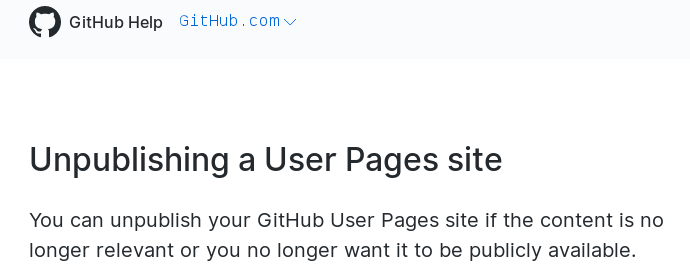 GitHub Help GitHub.com
Unpublishing a User Pages site
You can unpublish your GitHub User Pages site if the content is no
longer relevant or you no longer want it to be publicly available.